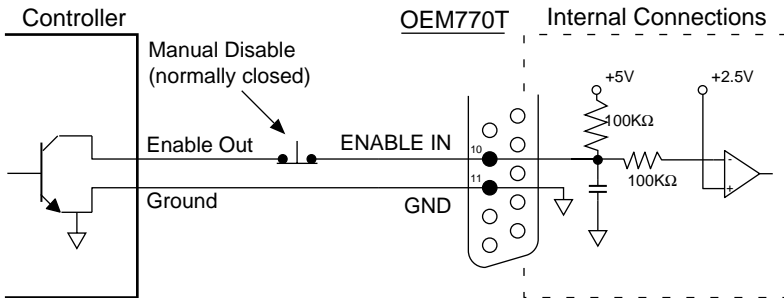 Controller
OEM770T
Internal Connections
Manual Disable
(normally closed)
+5V
+2.5V
100KΩ
Enable Out
ENABLE IN
10
-
100KΩ
11
+
Ground
GND